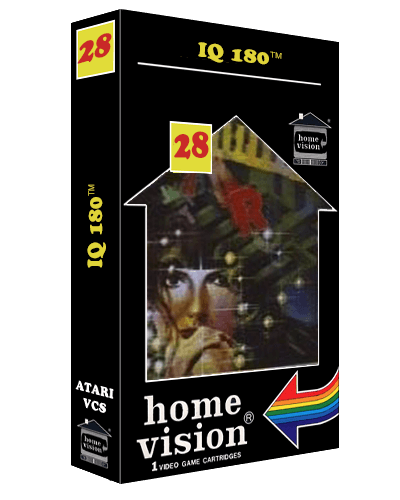 28
IQ 180™
ATARI
VCS
home
vision
IQ 180™
28
home
vision
R
home
vision®
1 VIDEO GAME CARTRIDGES